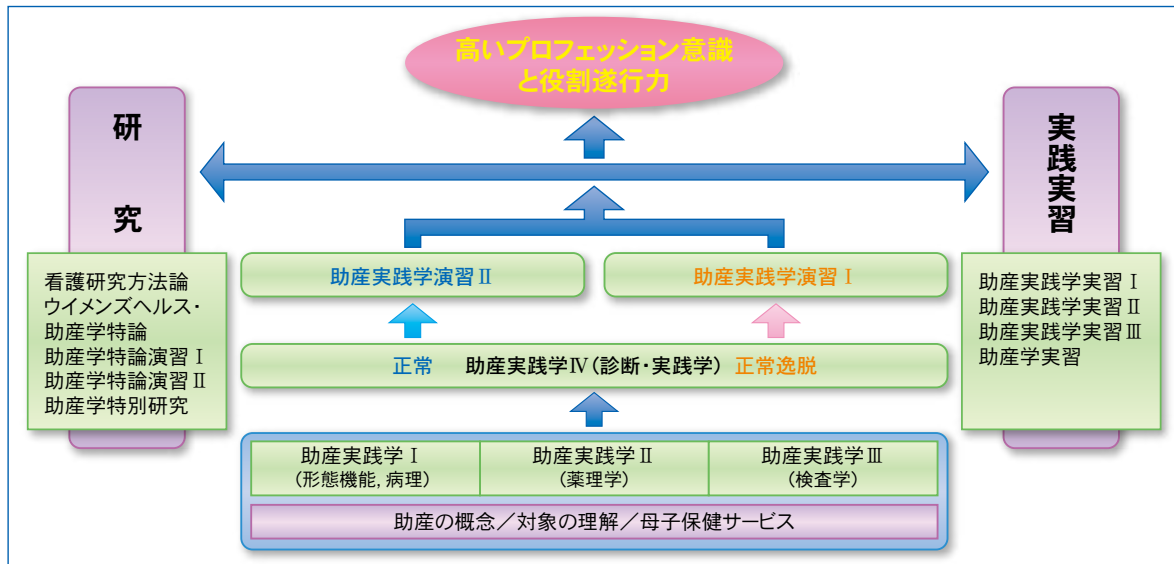 高いプロフェッション意識
と役割遂行力
研究
看護研究方法論
ウイメンズヘルス・
助産学特論
助産学特論演習Ⅰ
助産学特論演習Ⅱ
助産学特別研究
実践実習
助産実践学実習Ⅰ
助産実践学実習Ⅱ
助産実践学実習Ⅲ
助産学実習
助産実践学演習Ⅱ
助産実践学演習Ⅰ
正常 助産実践学Ⅳ(診断・実践学) 正常逸脱
助産実践学Ⅰ
(形態機能,病理)
助産実践学Ⅱ
(薬理学)
助産実践学Ⅲ
(検査学)
助産の概念／対象の理解／母子保健サービス